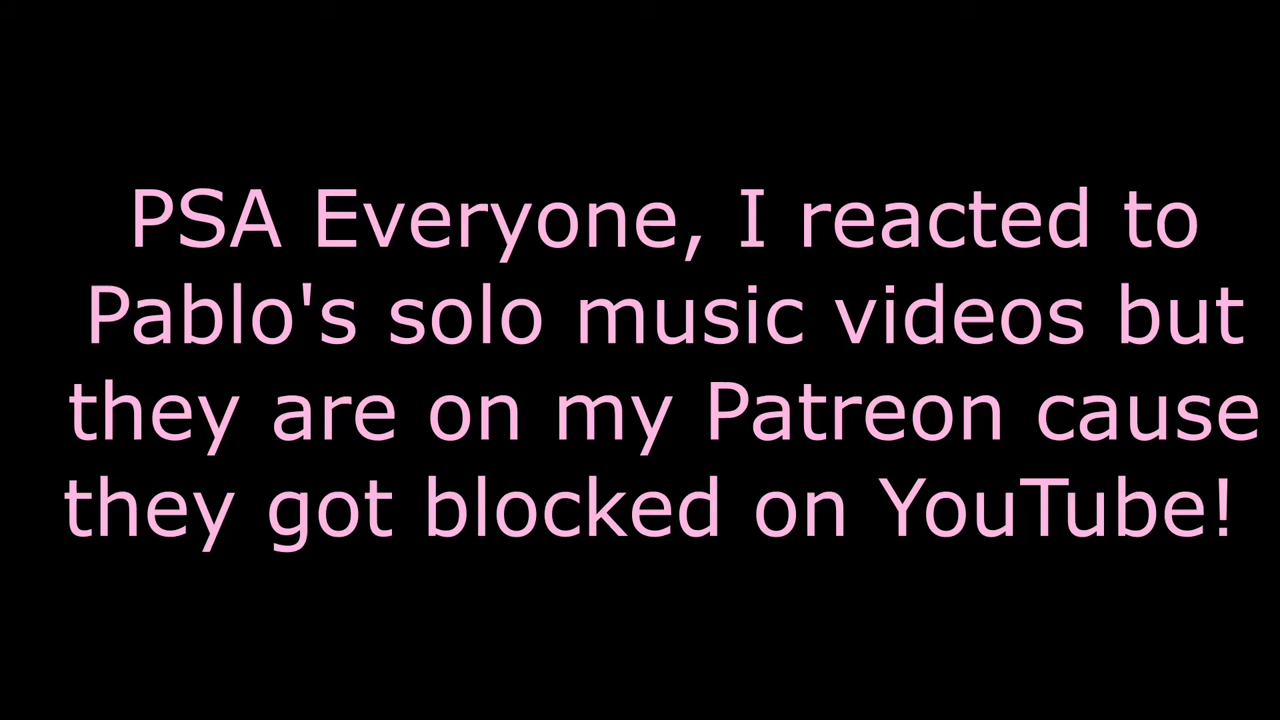 PSA Everyone, I reacted to
Pablo's solo music videos but
they are on my Patreon cause
they got blocked on YouTube!